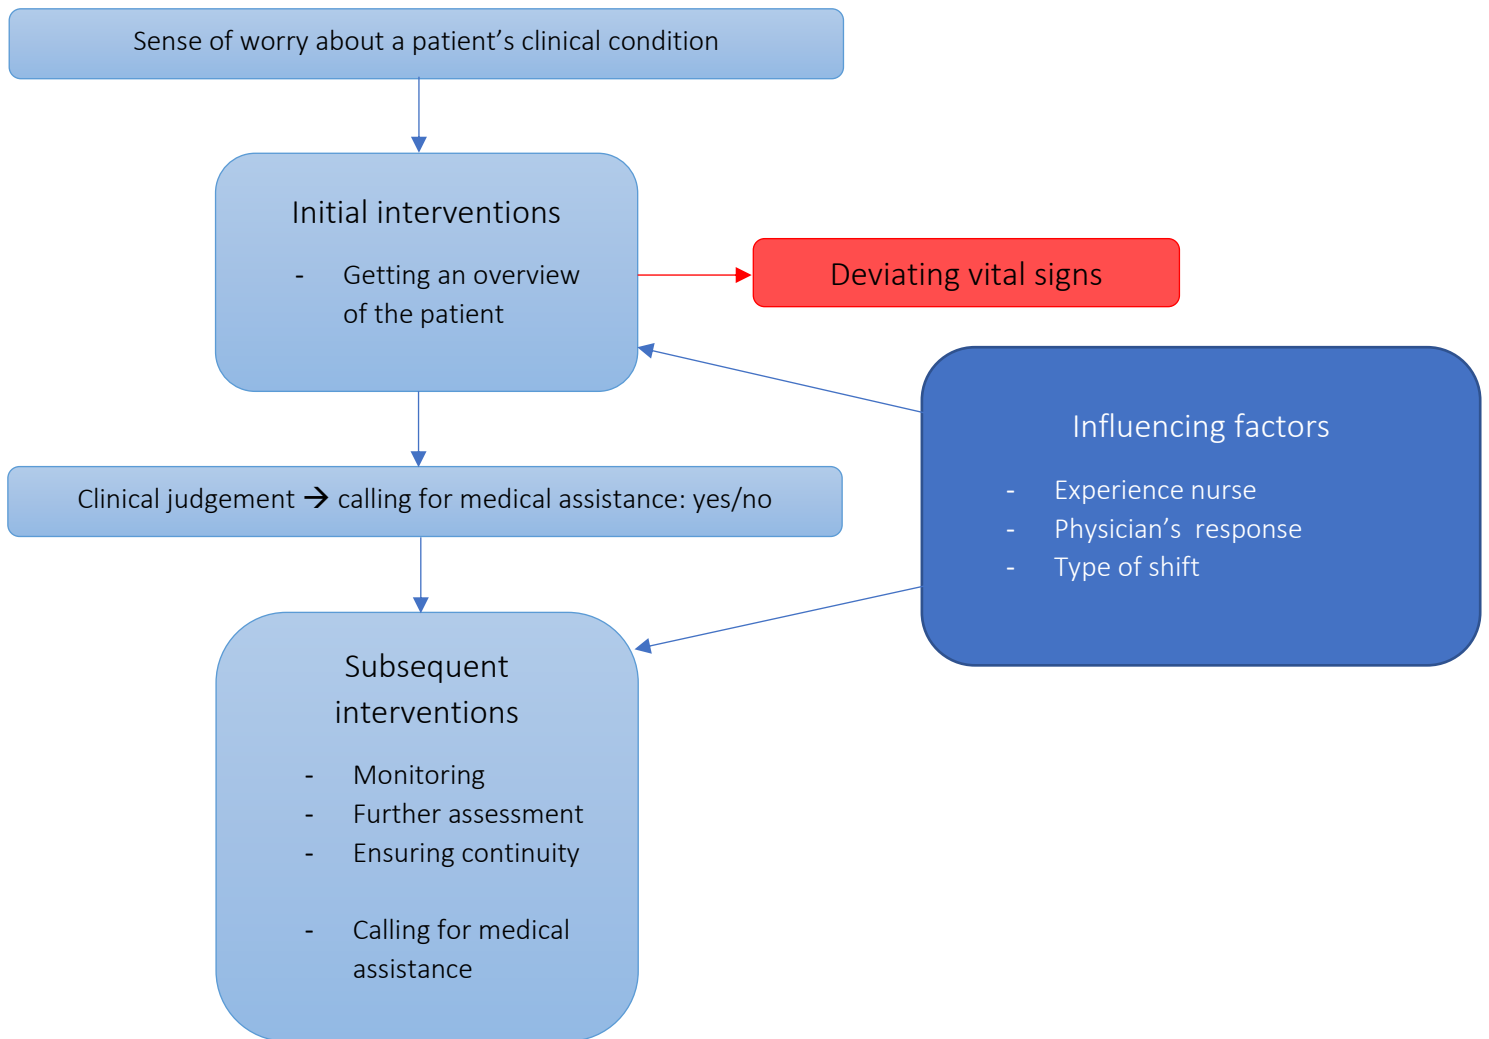 Sense of worry about a patient’s clinical condition
Initial interventions
- Getting an overview
of the patient
Deviating vital signs
Influencing factors
- Experience nurse
- Physician’s  response
- Type of shift
Clinical judgement → calling for medical assistance: yes/no
Subsequent
interventions
- Monitoring
- Further assessment
- Ensuring continuity
- Calling for medical
assistance